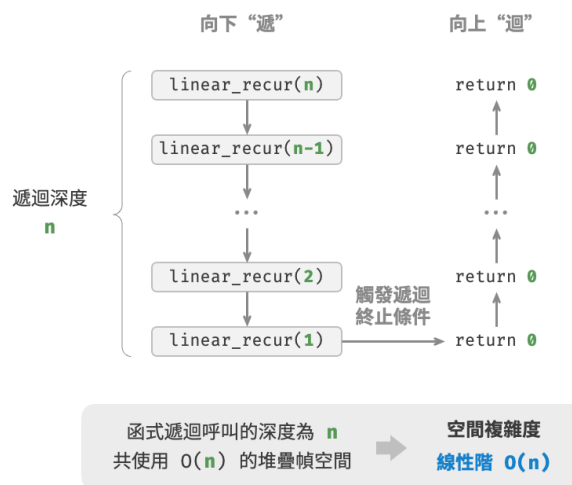 向下“遞”
向上“迴”
linear_recur(n)
return 0
linear_recur(n-1)
return 0
遞迴深度
n
...
...
linear_recur(2)
return 0
觸發遞迴
終止條件
linear_recur(1)
return 0
函式遞迴呼叫的深度為 n
共使用 O(n) 的堆疊幀空間
空間複雜度
線性階 O(n)